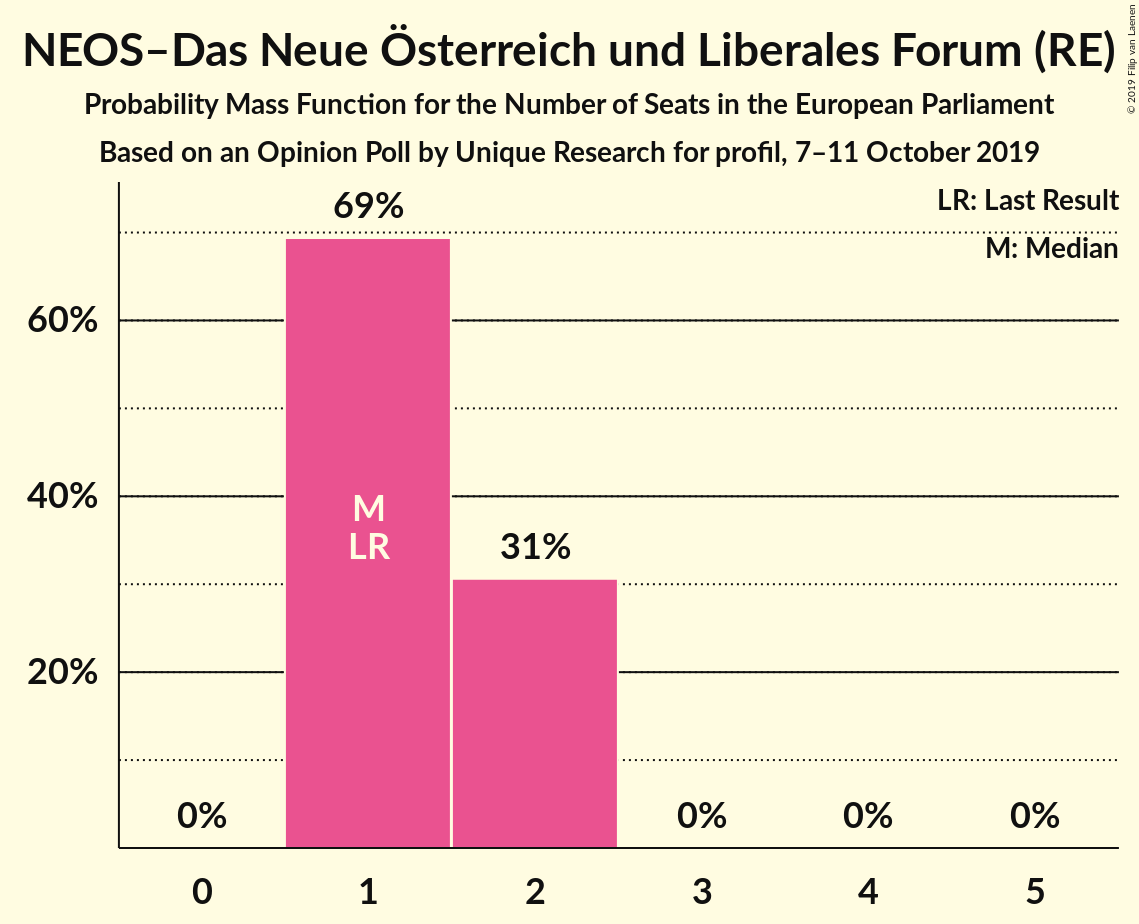 NEOS–Das Neue Österreich und Liberales Forum (RE)
Probability Mass Function for the Number of Seats in the European Parliament
Based on an Opinion Poll by Unique Research for profil, 7–11 October 2019
© 2019 Filip van Laenen
LR: Last Result
M: Median
69%
60%
40%
20%
M
LR
31%
0%
0%
0%
0%
0 1 2 3 4 5